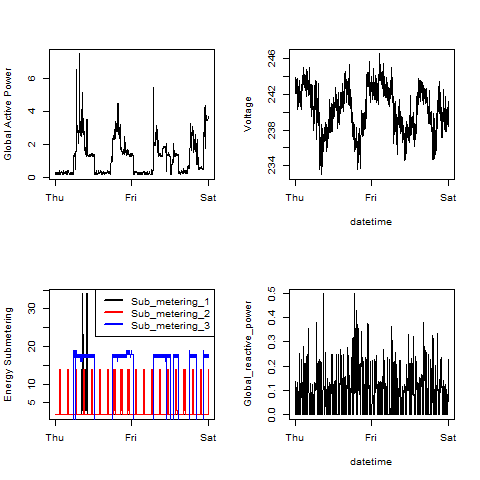 Global Active Power
6
4
2
0
Thu
Fri
Sat
Voltage
246
242
238
234
Thu
Fri
Sat
datetime
Energy Submetering
35
20
10
5
Thu
Fri
Sat
Sub_metering_1
Sub_metering_2
Sub_metering_3
Global_reactive_power
0.5
0.4
0.3
0.2
0.1
0.0
Thu
Fri
Sat
datetime